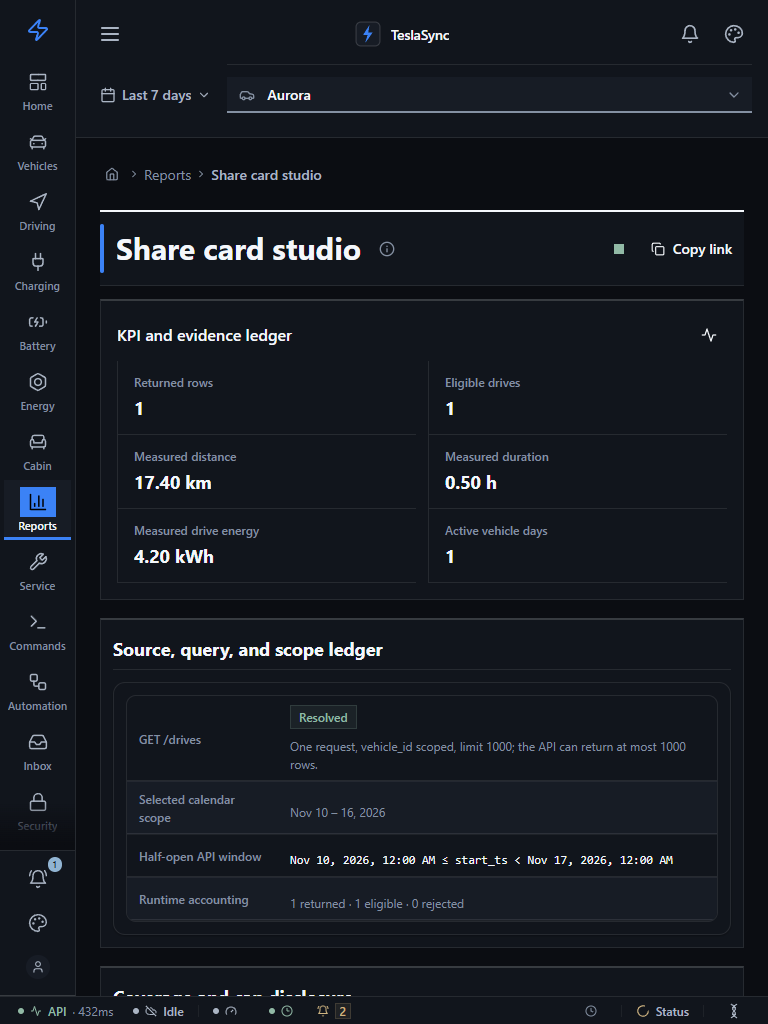 TeslaSync
Home
Last 7 days
Aurora
Vehicles
Reports
Share card studio
Driving
Share card studio
Copy link
Charging
KPI and evidence ledger
Battery
Returned rows
Eligible drives
1
1
Energy
Measured distance
Measured duration
17.40 km
0.50 h
Cabin
Reports
Measured drive energy
Active vehicle days
4.20 kWh
1
Service
Commands
Source, query, and scope ledger
Automation
GET /drives
Resolved
One request, vehicle_id scoped, limit 1000; the API can return at most 1000
rows.
Inbox
Selected calendar
scope
Nov 10 – 16, 2026
Security
Half-open API window
Nov 10, 2026, 12:00 AM ≤ start_ts < Nov 17, 2026, 12:00 AM
1
Runtime accounting
1 returned · 1 eligible · 0 rejected
Coverage and cap disclosure
API · 432ms
Idle
2
Status